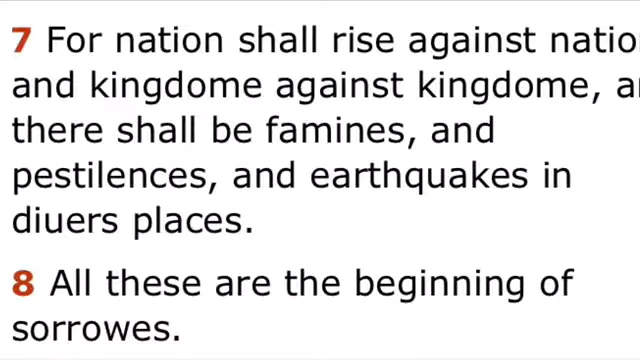 7 For nation shall rise against natio
and kingdome against kingdome, a
there shall be famines, and
pestilences, and earthquakes in
diuers places.
8 All these are the beginning of
sorrowes.